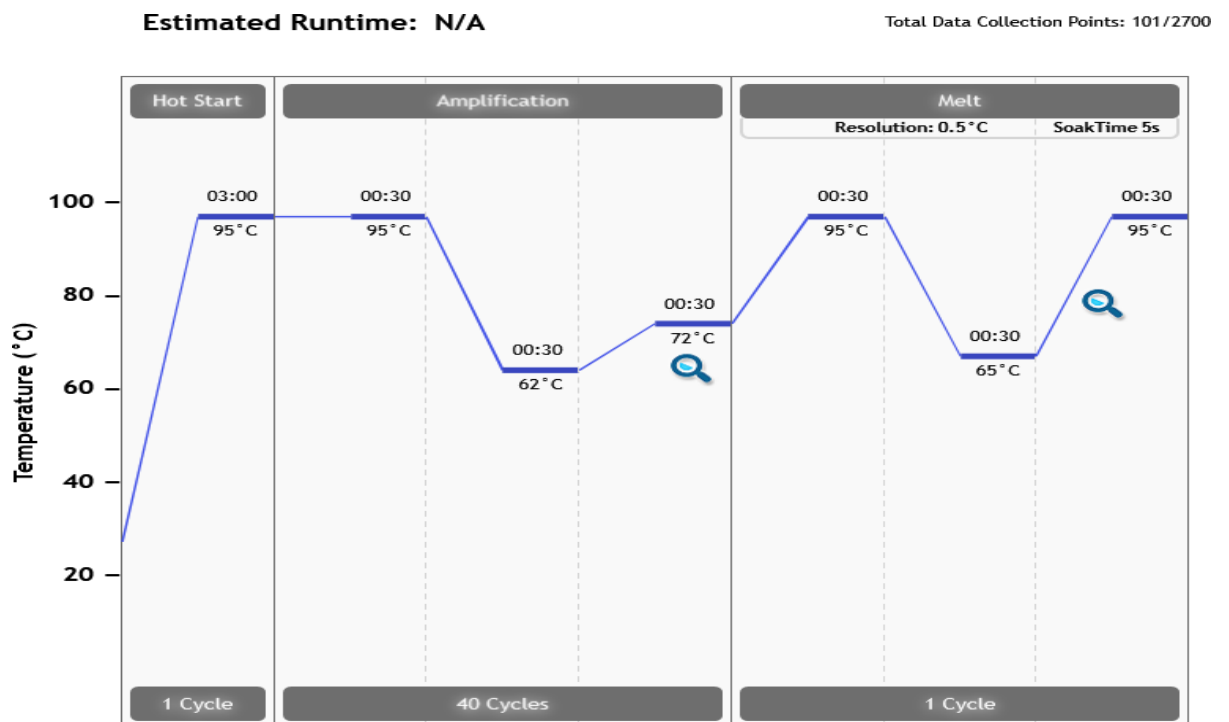 Estimated Runtime: N/A
Total Data Collection Points: 101/2700
Hot Start
Amplification
Melt
Resolution: 0.5°C
SoakTime 5s
100
80
60
40
20
Temperature (°C)
03:00
95°C
00:30
95°C
00:30
62°C
00:30
72°C
00:30
95°C
00:30
65°C
00:30
95°C
1 Cycle
40 Cycles
1 Cycle